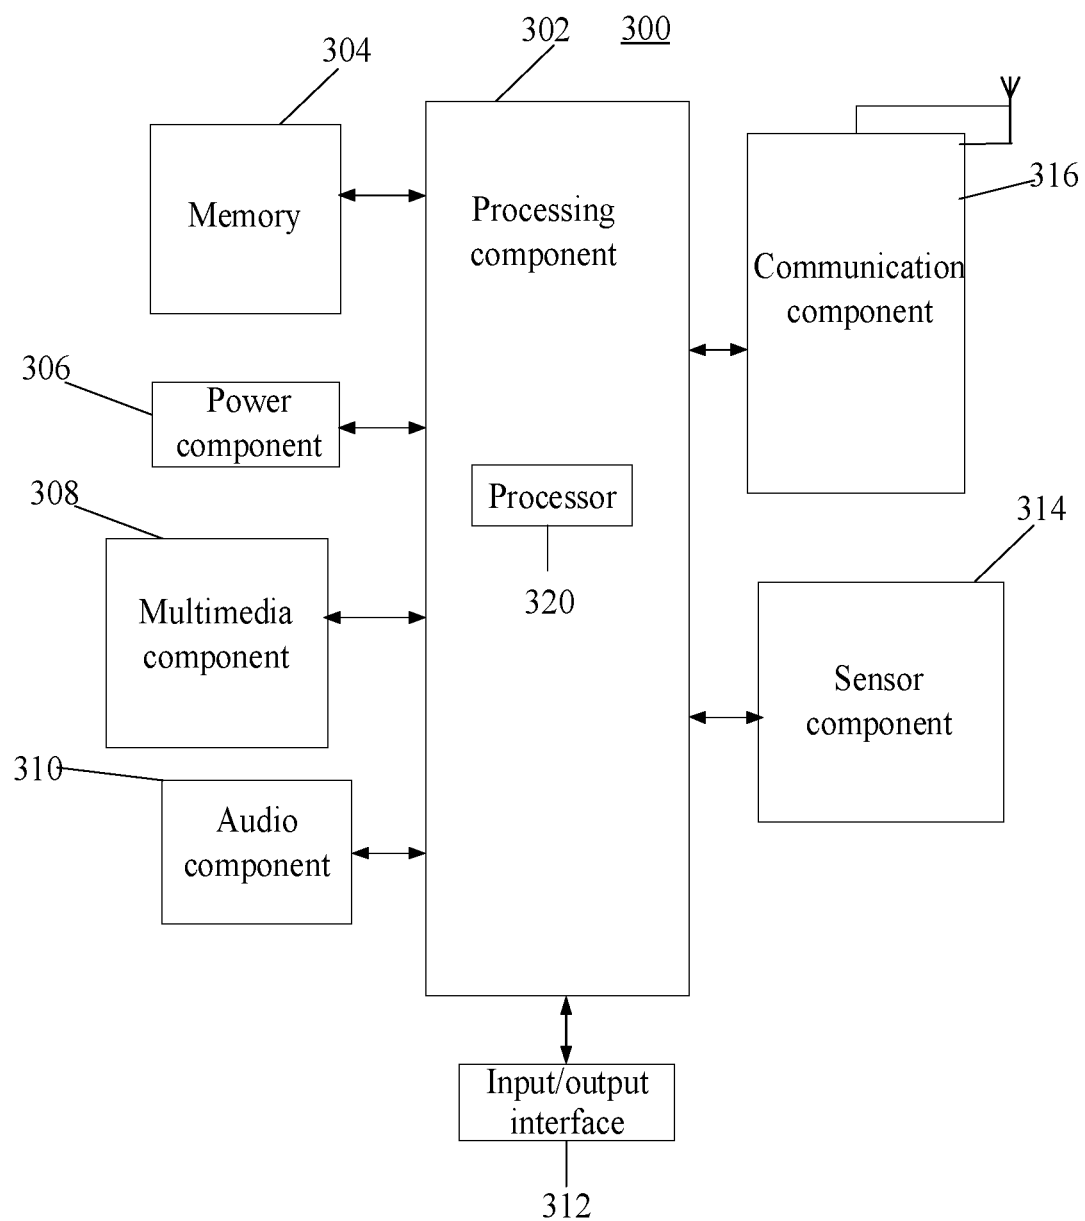 302
300
304
Memory
Processing
component
316
Communication
component
306
Power
component
308
Processor
320
314
Multimedia
component
Sensor
component
310
Audio
component
Input/output
interface
312